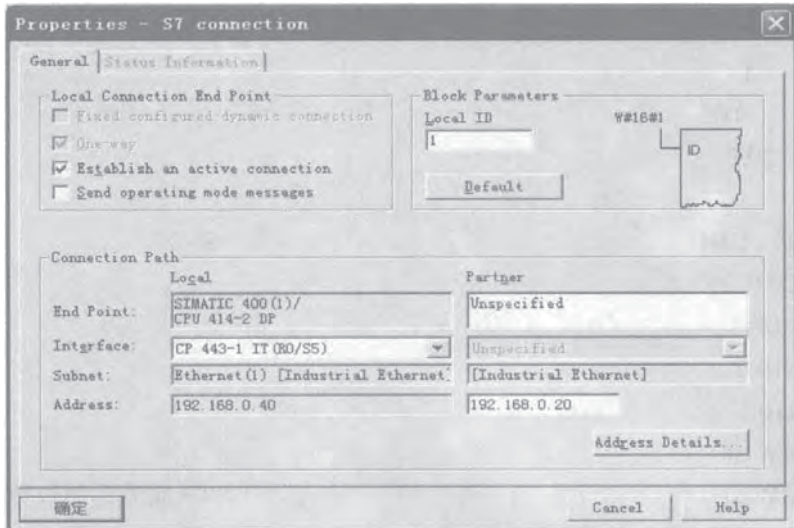 Properties - S7 connection
General Status Information
Local Connection End Point
Fixed configured dynamic connection
One-way
Establish an active connection
Send operating mode messages
Block Parameters
Local ID
W#16#1
1
ID
Default
Connection Path
Local Partner
End Point: SIMATIC 400(1)/ Unspecified
CPU 414-2 DP
Interface: CP 443-1 IT(R0/S5) Unspecified
Subnet: Ethernet(1) [Industrial Ethernet] [Industrial Ethernet]
Address: 192.168.0.40 192.168.0.20
Address Details...
确定 Cancel Help